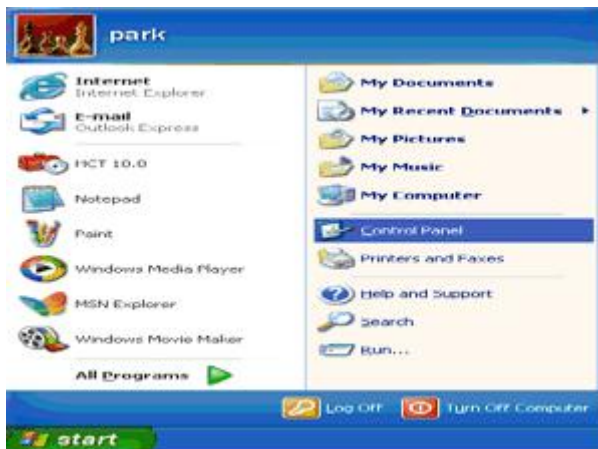 park
Internet
Internet Explorer
E-mail
Outlook Express
HCT 10.0
Notepad
Paint
Windows Media Player
MSN Explorer
Windows Movie Maker
All Programs
My Documents
My Recent Documents
My Pictures
My Music
My Computer
Control Panel
Printers and Faxes
Help and Support
Search
Run...
Log Off
Turn Off Computer
start